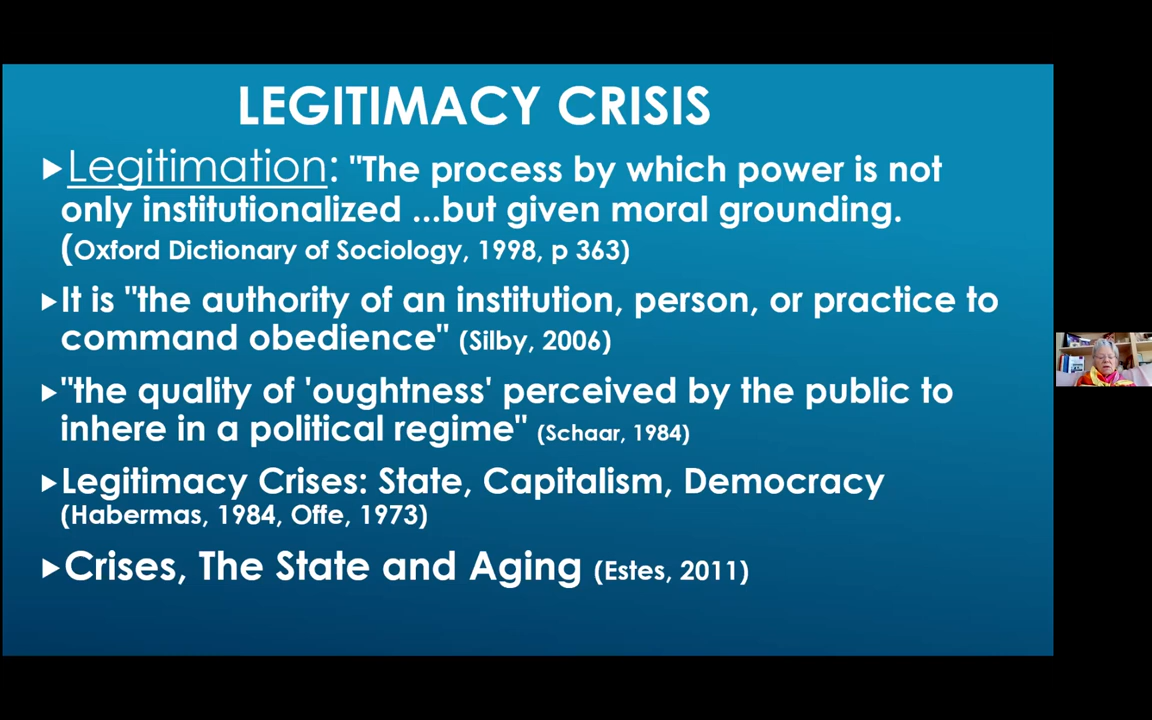 LEGITIMACY CRISIS
Legitimation: "The process by which power is not
only institutionalized ...but given moral grounding.
(Oxford Dictionary of Sociology, 1998, p 363)
It is "the authority of an institution, person, or practice to
command obedience" (Silby, 2006)
"the quality of 'oughtness' perceived by the public to
inhere in a political regime" (Schaar, 1984)
Legitimacy Crises: State, Capitalism, Democracy
(Habermas, 1984, Offe, 1973)
Crises, The State and Aging (Estes, 2011)